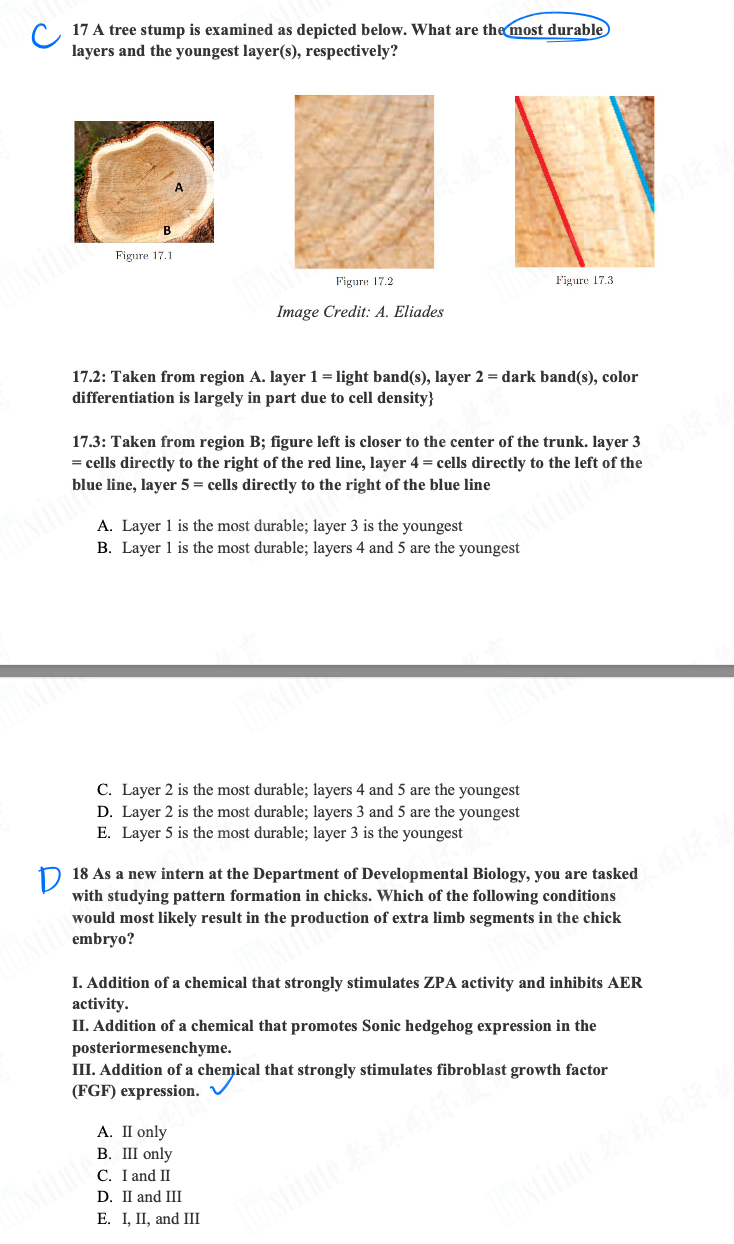 C 17 A tree stump is examined as depicted below. What are the most durable
layers and the youngest layer(s), respectively?
A
B
Figure 17.1
Figure 17.2
Figure 17.3
Image Credit: A. Eliades
17.2: Taken from region A. layer 1 = light band(s), layer 2 = dark band(s), color
differentiation is largely in part due to cell density}
17.3: Taken from region B; figure left is closer to the center of the trunk. layer 3
= cells directly to the right of the red line, layer 4 = cells directly to the left of the
blue line, layer 5 = cells directly to the right of the blue line
A. Layer 1 is the most durable; layer 3 is the youngest
B. Layer 1 is the most durable; layers 4 and 5 are the youngest
C. Layer 2 is the most durable; layers 4 and 5 are the youngest
D. Layer 2 is the most durable; layers 3 and 5 are the youngest
E. Layer 5 is the most durable; layer 3 is the youngest
D 18 As a new intern at the Department of Developmental Biology, you are tasked
with studying pattern formation in chicks. Which of the following conditions
would most likely result in the production of extra limb segments in the chick
embryo?
I. Addition of a chemical that strongly stimulates ZPA activity and inhibits AER
activity.
II. Addition of a chemical that promotes Sonic hedgehog expression in the
posteriormesenchyme.
III. Addition of a chemical that strongly stimulates fibroblast growth factor
(FGF) expression.
A. II only
B. III only
C. I and II
D. II and III
E. I, II, and III